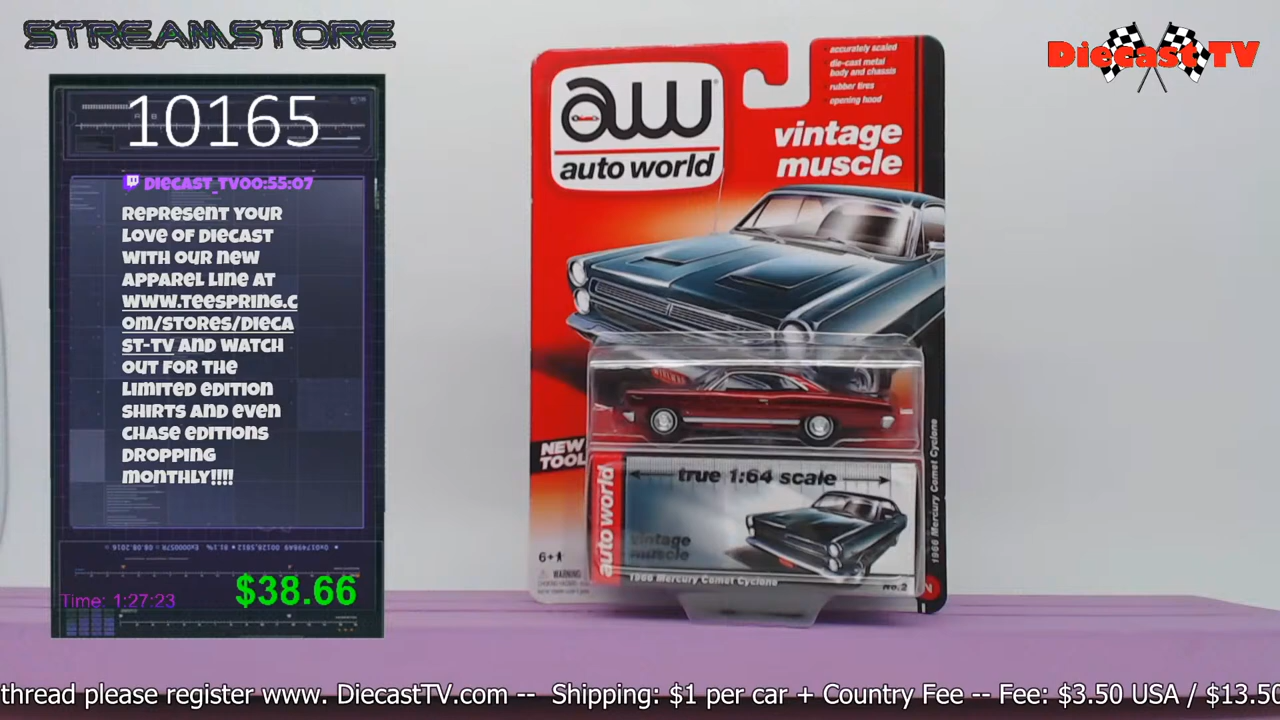 STREAMSTORE
Diecast TV
10165
DIECAST_TV00:55:07
REPRESENT YOUR
LOVE OF DIECAST
WITH OUR NEW
APPAREL LINE AT
WWW.TEESPRING.C
OM/STORES/DIECA
ST-TV AND WATCH
OUT FOR THE
LIMITED EDITION
SHIRTS AND EVEN
CHASE EDITIONS
DROPPING
MONTHLY!!!!
Time: 1:27:23
$38.66
aw
auto world
accurately scaled
die-cast metal
body and chassis
rubber tires
opening hood
vintage
muscle
NEW
TOOL
true 1:64 scale
auto world
vintage
muscle
1966 Mercury Comet Cyclone
No.2
1966 Mercury Comet Cyclone
6+
WARNING
thread please register www. DiecastTV.com -- Shipping: $1 per car + Country Fee -- Fee: $3.50 USA / $13.50